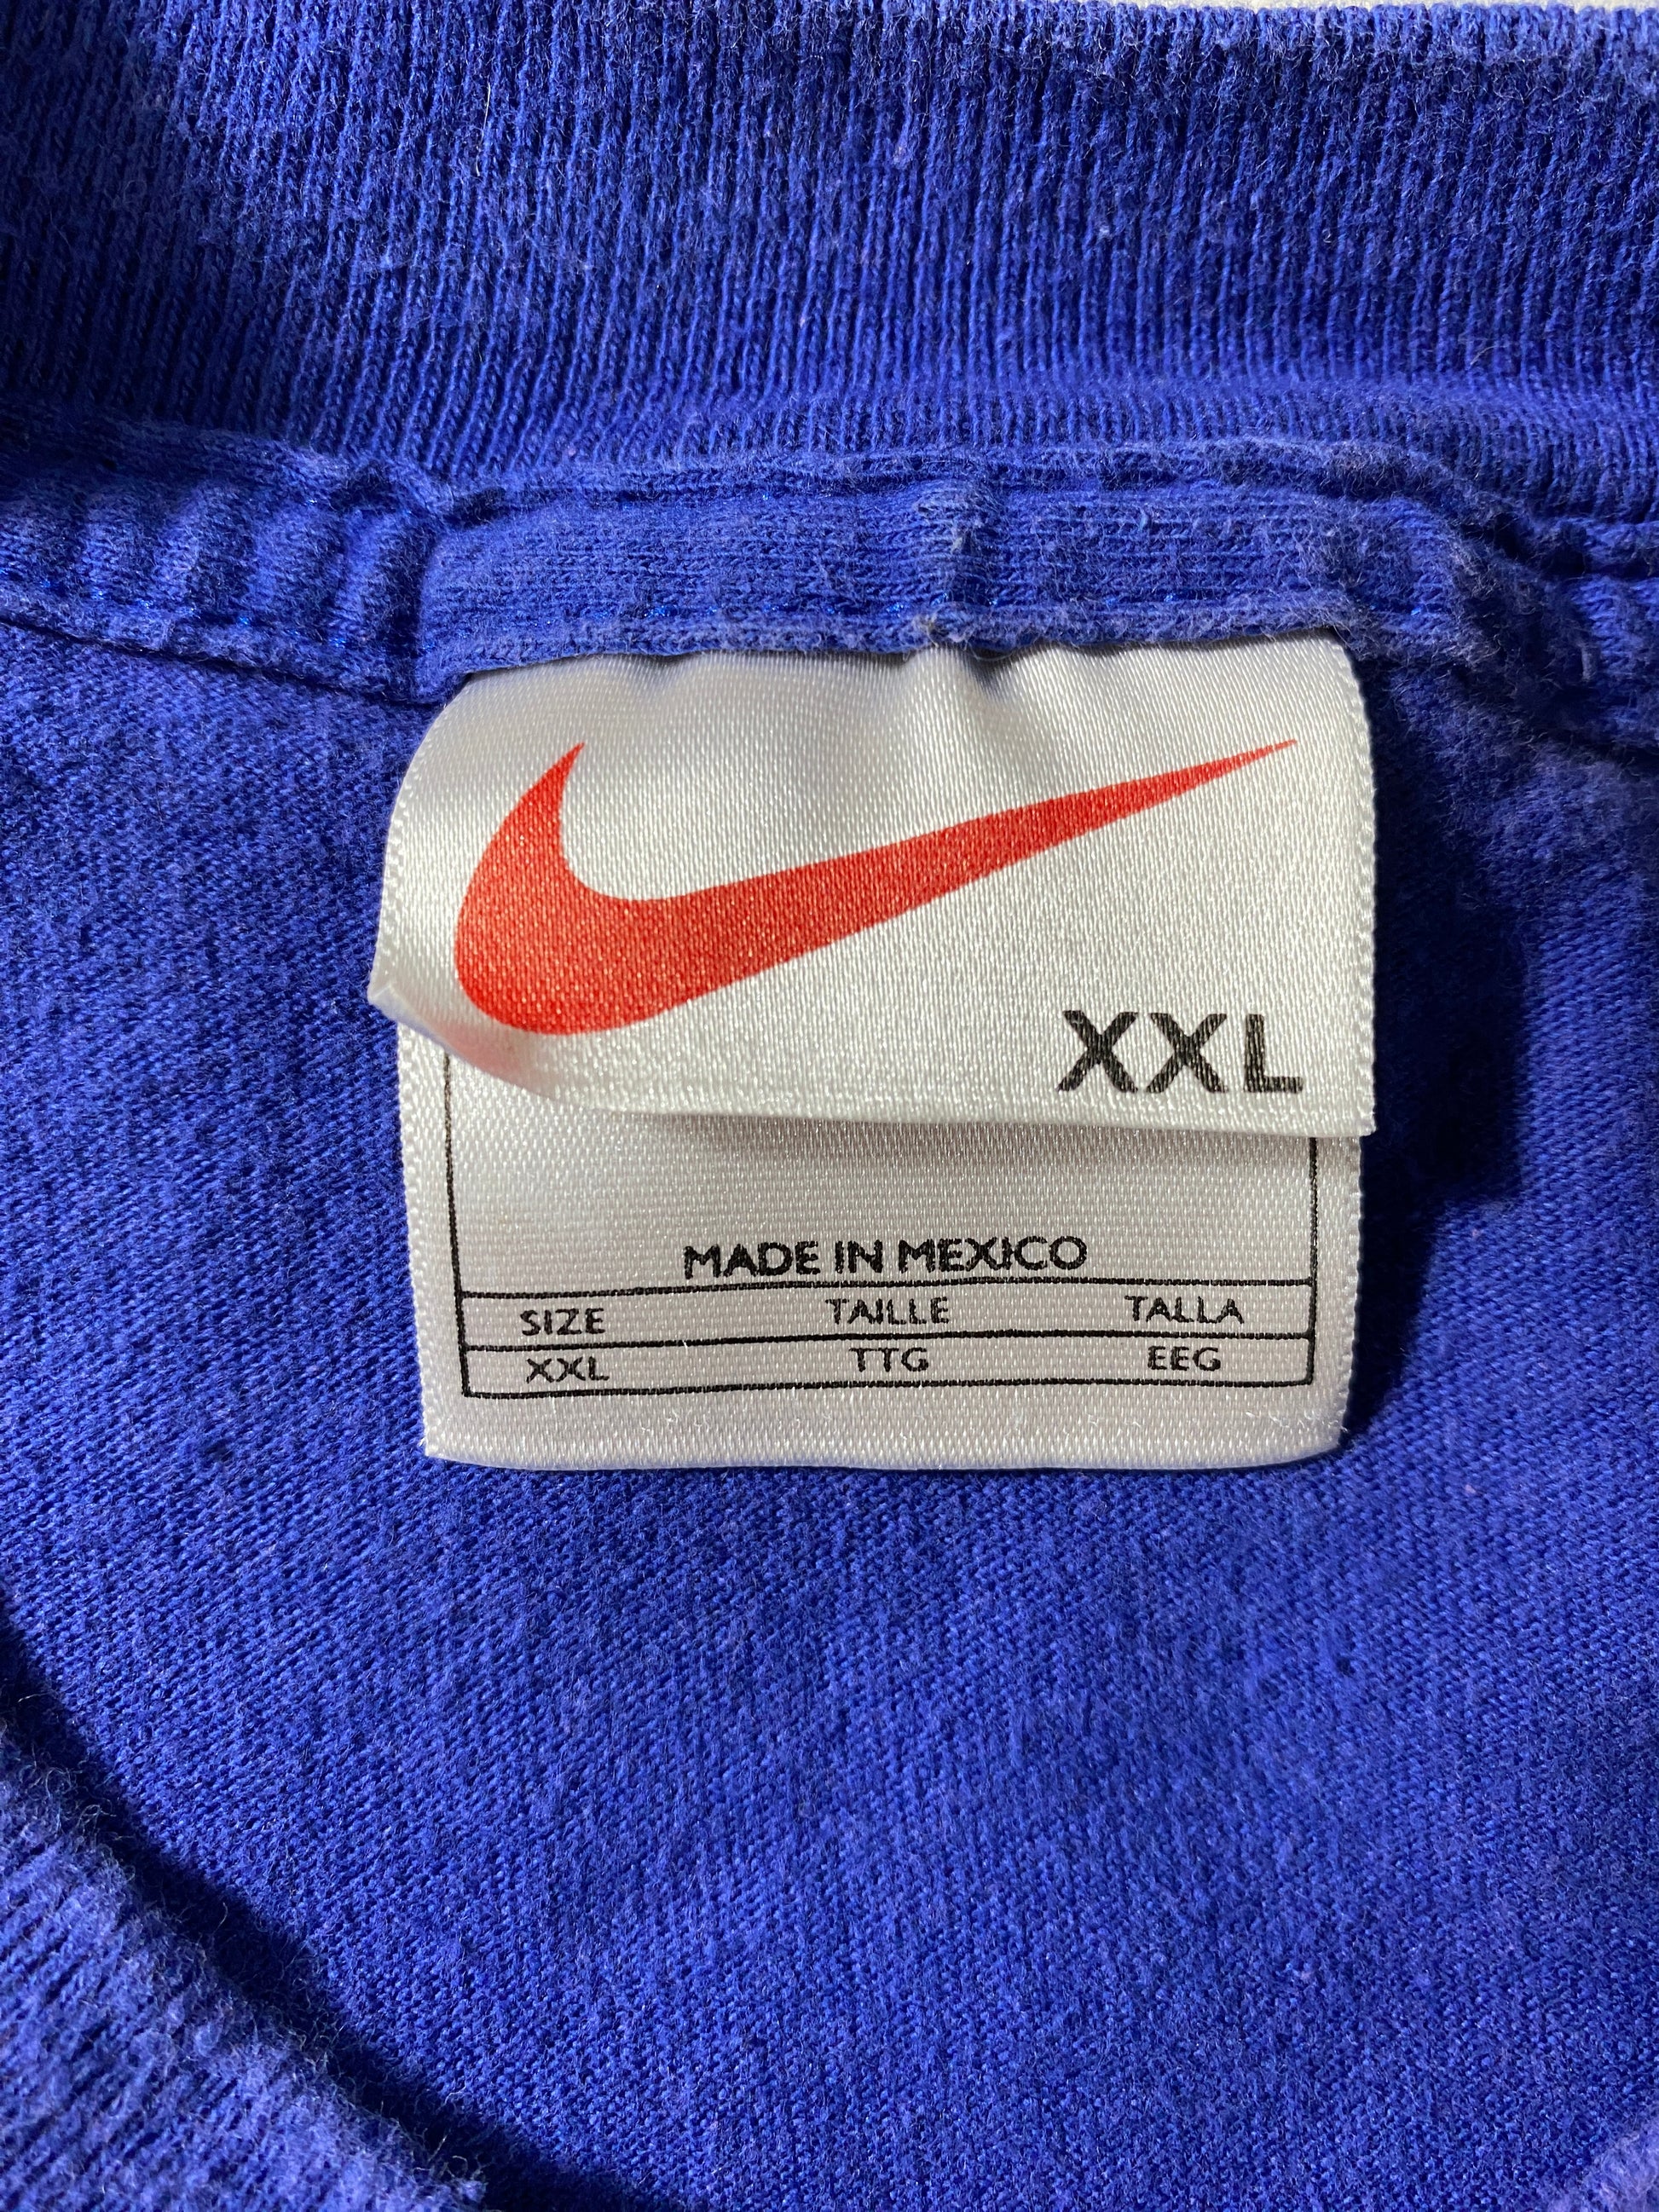 XXL
MADE IN MEXICO
SIZE TAILLE TALLA
XXL TTG EEG